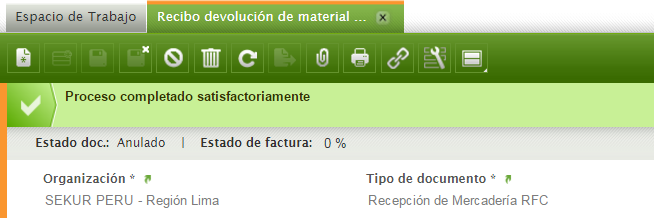 Espacio de Trabajo
Recibo devolución de material ...
Proceso completado satisfactoriamente
Estado doc.: Anulado | Estado de factura: 0 %
Organización * Tipo de documento *
SEKUR PERU - Región Lima Recepción de Mercadería RFC